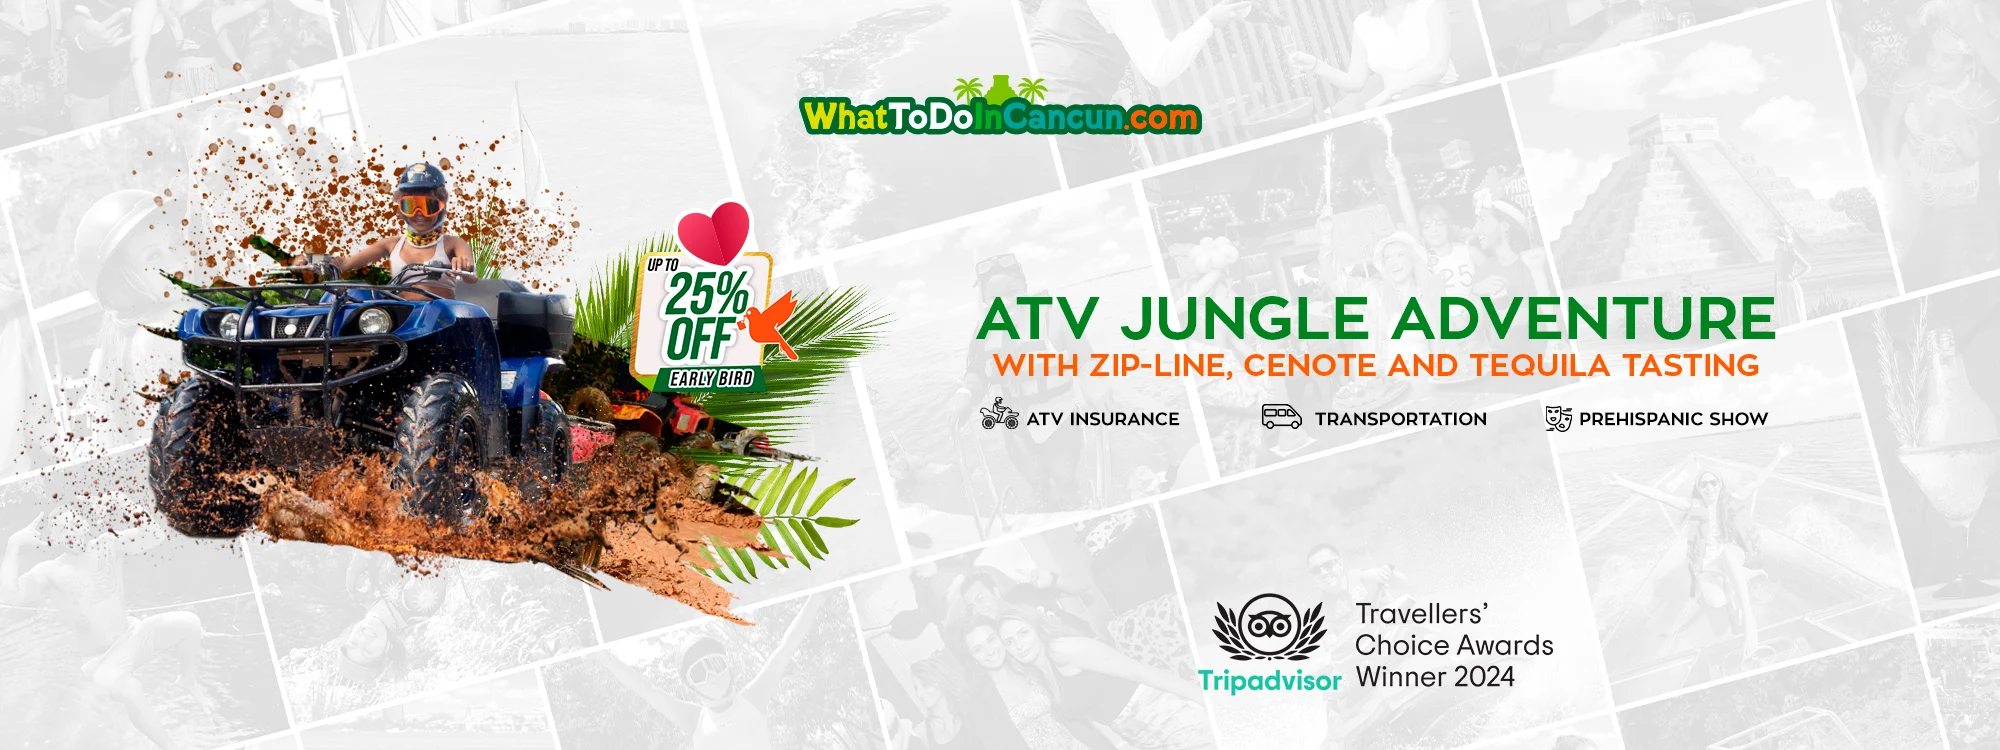 WhatToDoInCancun.com
UP TO
25%
OFF
EARLY BIRD
ATV JUNGLE ADVENTURE
WITH ZIP-LINE, CENOTE AND TEQUILA TASTING
ATV INSURANCE
TRANSPORTATION
PREHISPANIC SHOW
Tripadvisor
Travellers’
Choice Awards
Winner 2024